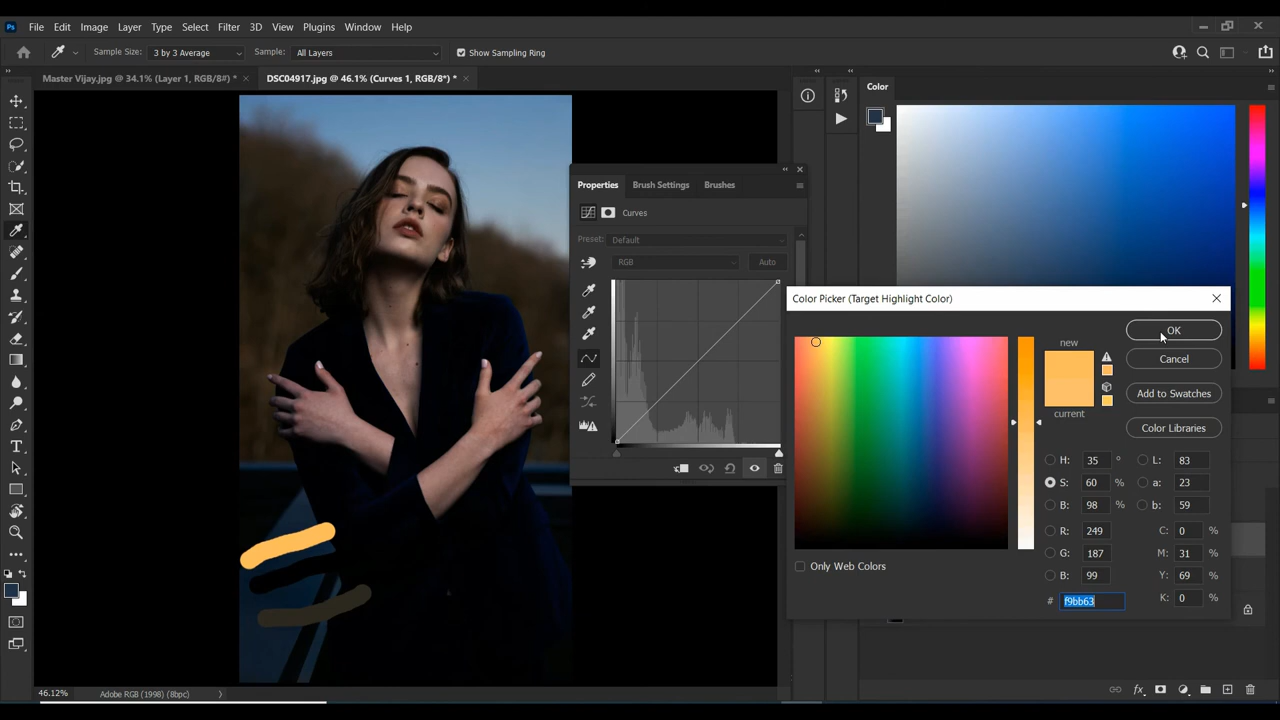 Ps File Edit Image Layer Type Select Filter 3D View Plugins Window Help
Sample Size: 3 by 3 Average Sample: All Layers Show Sampling Ring
Master Vijay.jpg @ 34.1% (Layer 1, RGB/8#) * DSC04917.jpg @ 46.1% (Curves 1, RGB/8*) *
Color
Properties Brush Settings Brushes
Curves
Preset: Default
RGB Auto
Color Picker (Target Highlight Color)
new
current
OK
Cancel
Add to Swatches
Color Libraries
H: 35 ° L: 83
S: 60 % a: 23
B: 98 % b: 59
R: 249 C: 0 %
G: 187 M: 31 %
B: 99 Y: 69 %
# f9bb63 K: 0 %
Only Web Colors
46.12% Adobe RGB (1998) (8bpc)
fx